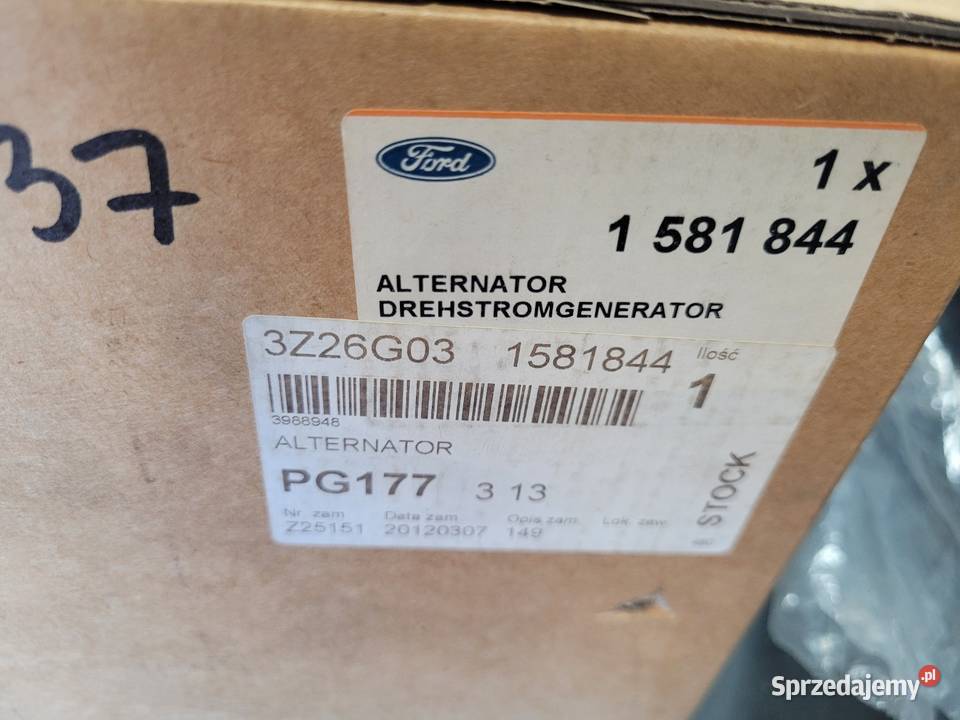 37
Ford
1 x
1 581 844
ALTERNATOR
DREHSTROMGENERATOR
3Z26G03 1581844 Ilość
1
3988948
ALTERNATOR
PG177 3 13
STOCK
Nr. zam Data zam Opis zam. Lok. zaw.
Z25151 20120307 149
Sprzedajemy.pl